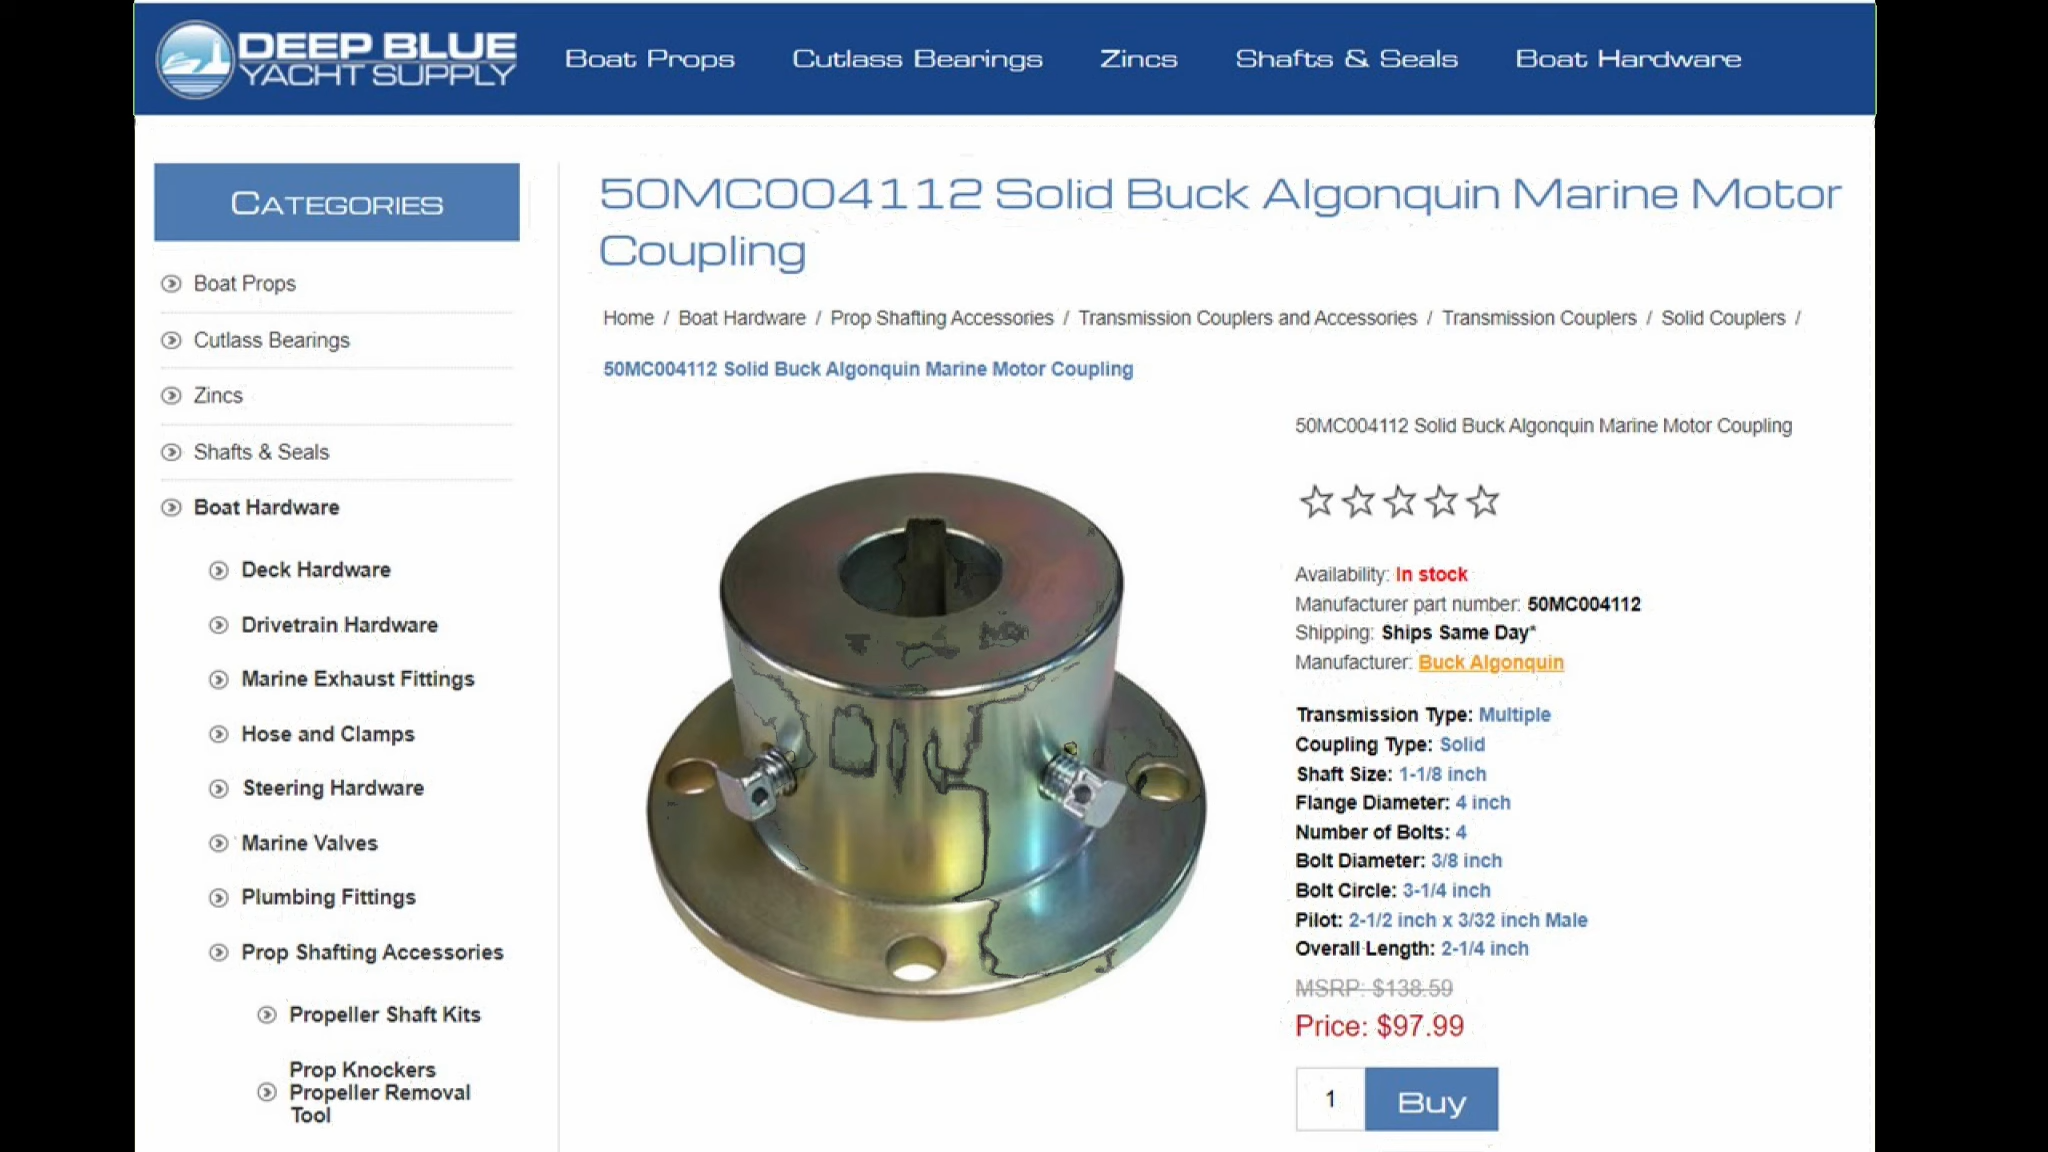 DEEP BLUE
YACHT SUPPLY
Boat Props
Cutlass Bearings
Zincs
Shafts & Seals
Boat Hardware
CATEGORIES
Boat Props
Cutlass Bearings
Zincs
Shafts & Seals
Boat Hardware
Deck Hardware
Drivetrain Hardware
Marine Exhaust Fittings
Hose and Clamps
Steering Hardware
Marine Valves
Plumbing Fittings
Prop Shafting Accessories
Propeller Shaft Kits
Prop Knockers
Propeller Removal
Tool
50MC004112 Solid Buck Algonquin Marine Motor
Coupling
Home / Boat Hardware / Prop Shafting Accessories / Transmission Couplers and Accessories / Transmission Couplers / Solid Couplers /
50MC004112 Solid Buck Algonquin Marine Motor Coupling
50MC004112 Solid Buck Algonquin Marine Motor Coupling
Availability: In stock
Manufacturer part number: 50MC004112
Shipping: Ships Same Day*
Manufacturer: Buck Algonquin
Transmission Type: Multiple
Coupling Type: Solid
Shaft Size: 1-1/8 inch
Flange Diameter: 4 inch
Number of Bolts: 4
Bolt Diameter: 3/8 inch
Bolt Circle: 3-1/4 inch
Pilot: 2-1/2 inch x 3/32 inch Male
Overall Length: 2-1/4 inch
MSRP: $138.59
Price: $97.99
1
Buy